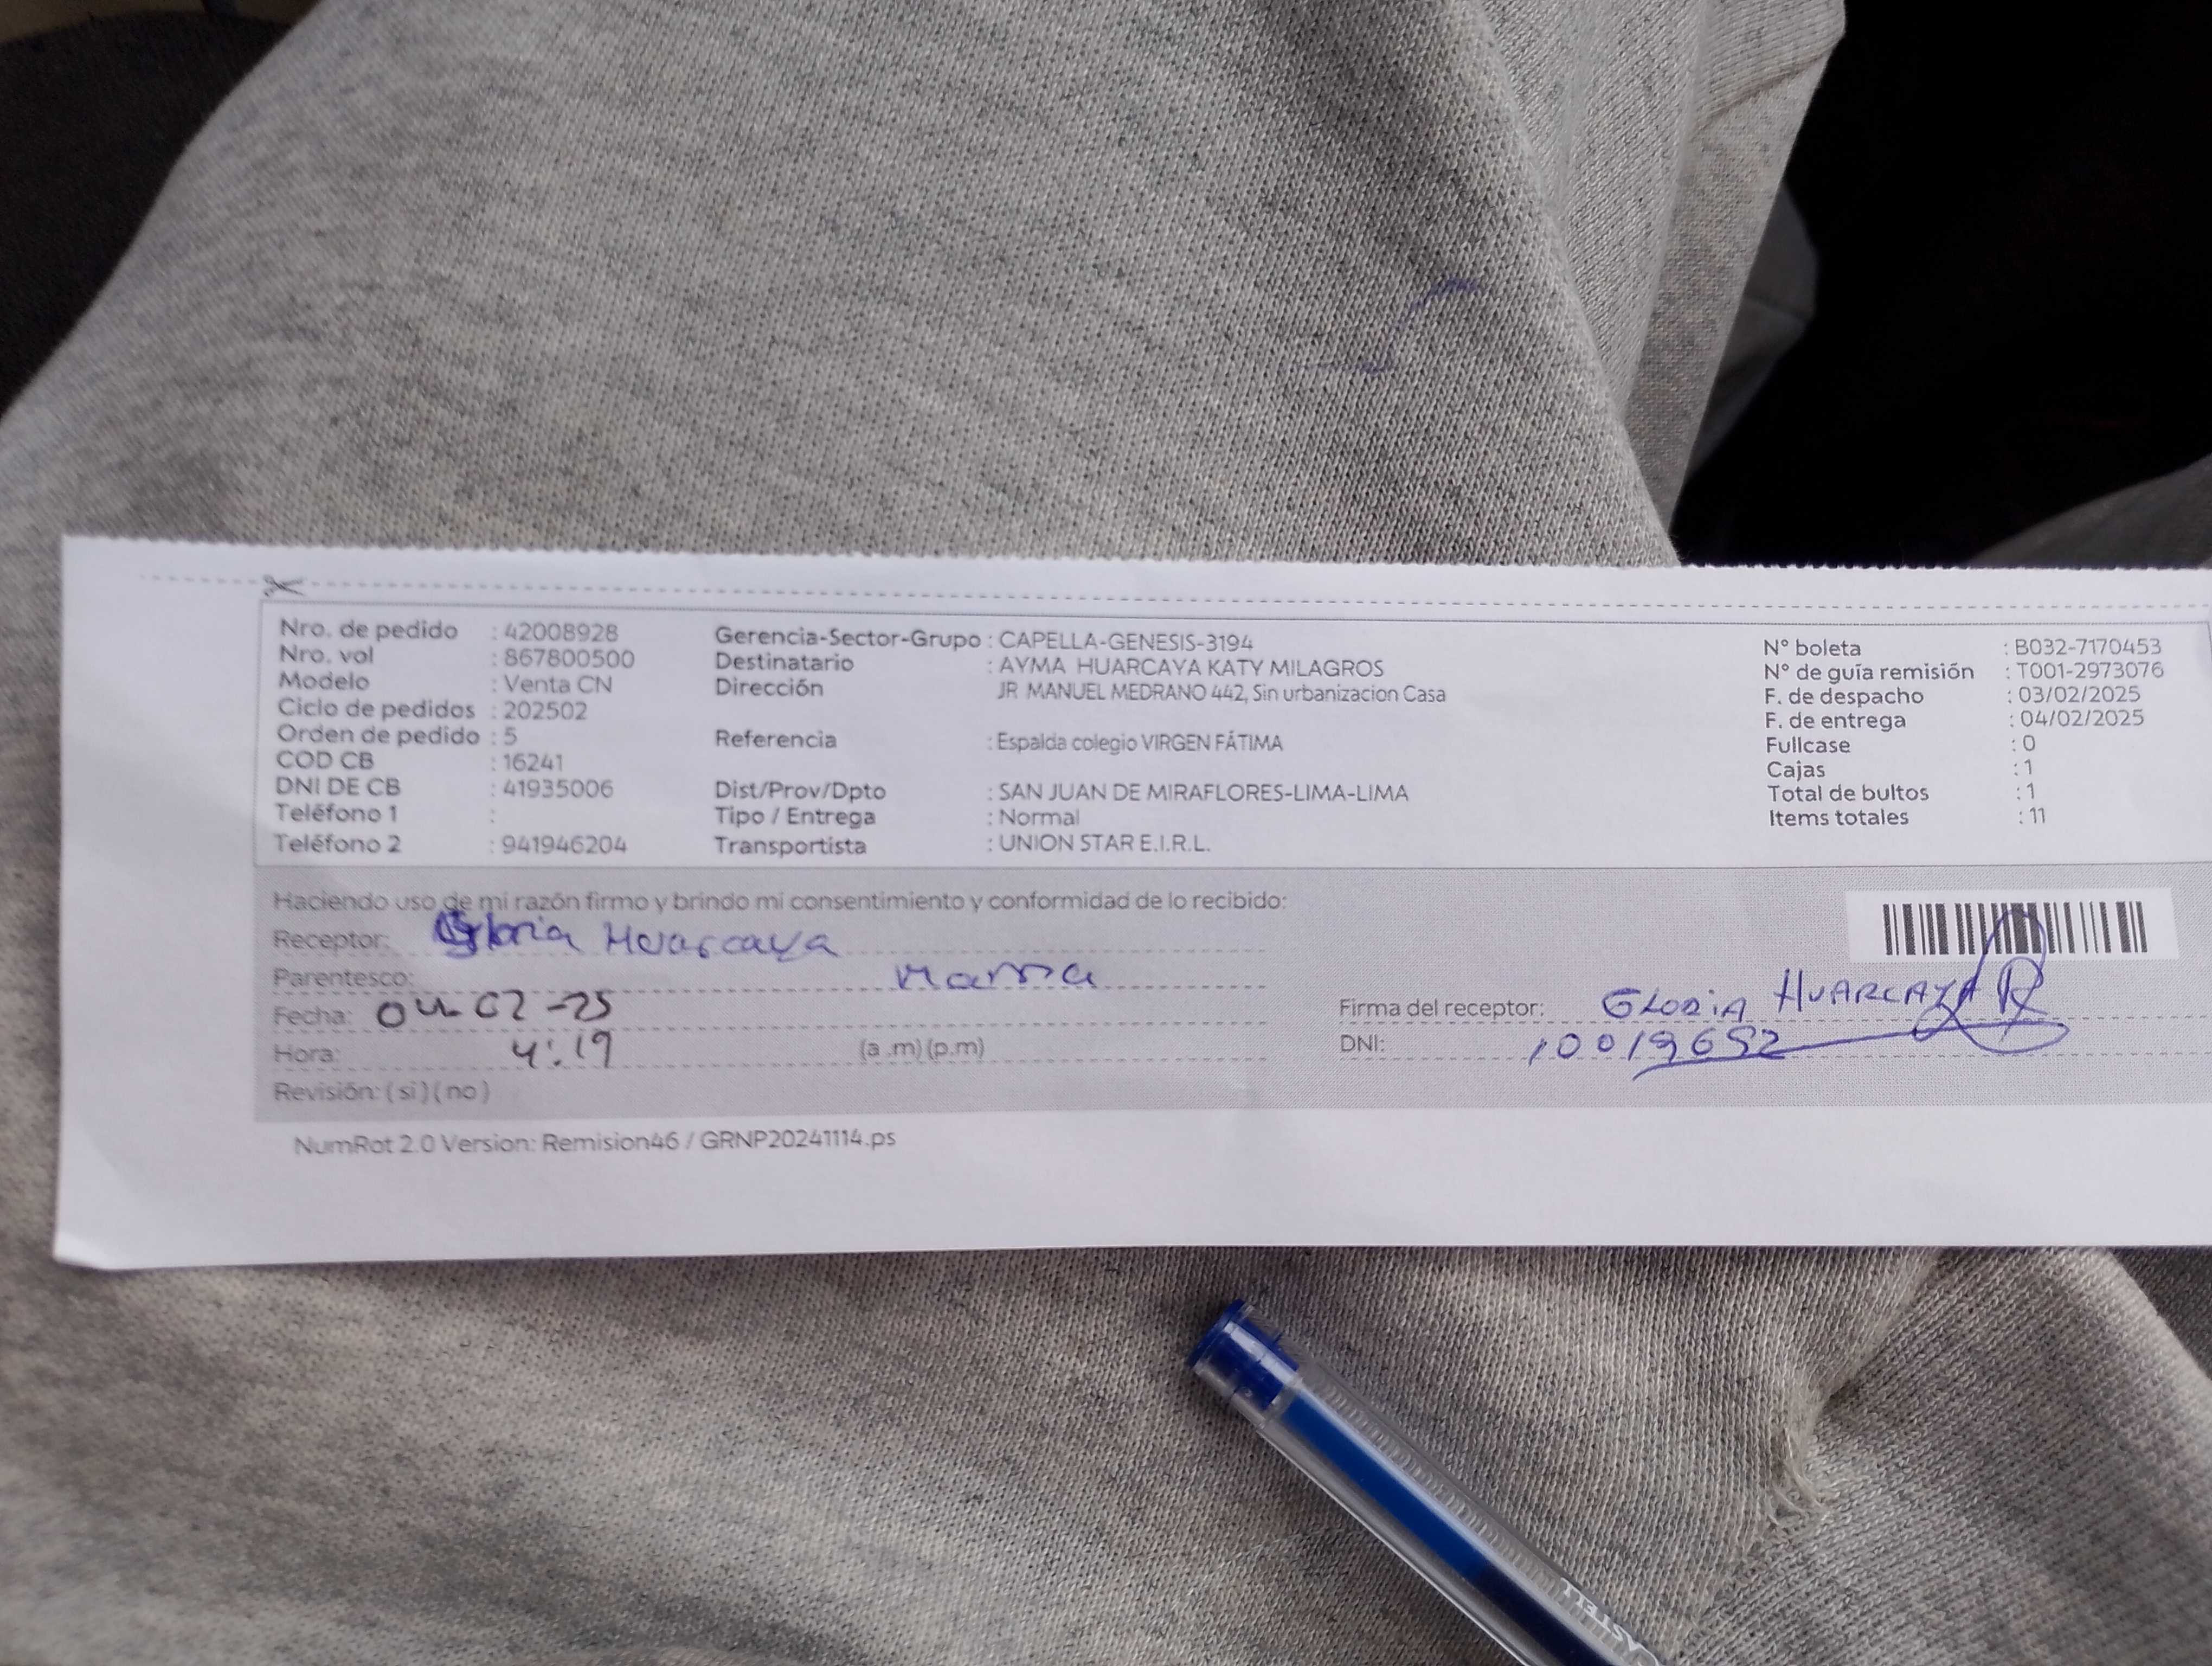 Nro. de pedido : 42008928
Nro. vol : 867800500
Modelo : Venta CN
Ciclo de pedidos : 202502
Orden de pedido : 5
COD CB : 16241
DNI DE CB : 41935006
Teléfono 1 :
Teléfono 2 : 941946204
Gerencia-Sector-Grupo : CAPELLA-GENESIS-3194
Destinatario : AYMA HUARCAYA KATY MILAGROS
Dirección JR MANUEL MEDRANO 442, Sin urbanizacion Casa
Referencia : Espalda colegio VIRGEN FÁTIMA
Dist/Prov/Dpto : SAN JUAN DE MIRAFLORES-LIMA-LIMA
Tipo / Entrega : Normal
Transportista : UNION STAR E.I.R.L.
N° boleta : B032-7170453
N° de guía remisión : T001-2973076
F. de despacho : 03/02/2025
F. de entrega : 04/02/2025
Fullcase : 0
Cajas : 1
Total de bultos : 1
Items totales : 11
Haciendo uso de mi razón firmo y brindo mi consentimiento y conformidad de lo recibido:
Receptor: Gloria Huarcaya
Parentesco: Mama
Fecha: 04-02-25
Hora: 4:19 (a .m) (p.m)
Revisión: ( si ) ( no )
Firma del receptor: GLORIA HUARCAYA R
DNI: 10019652
NumRot 2.0 Version: Remision46 / GRNP20241114.ps